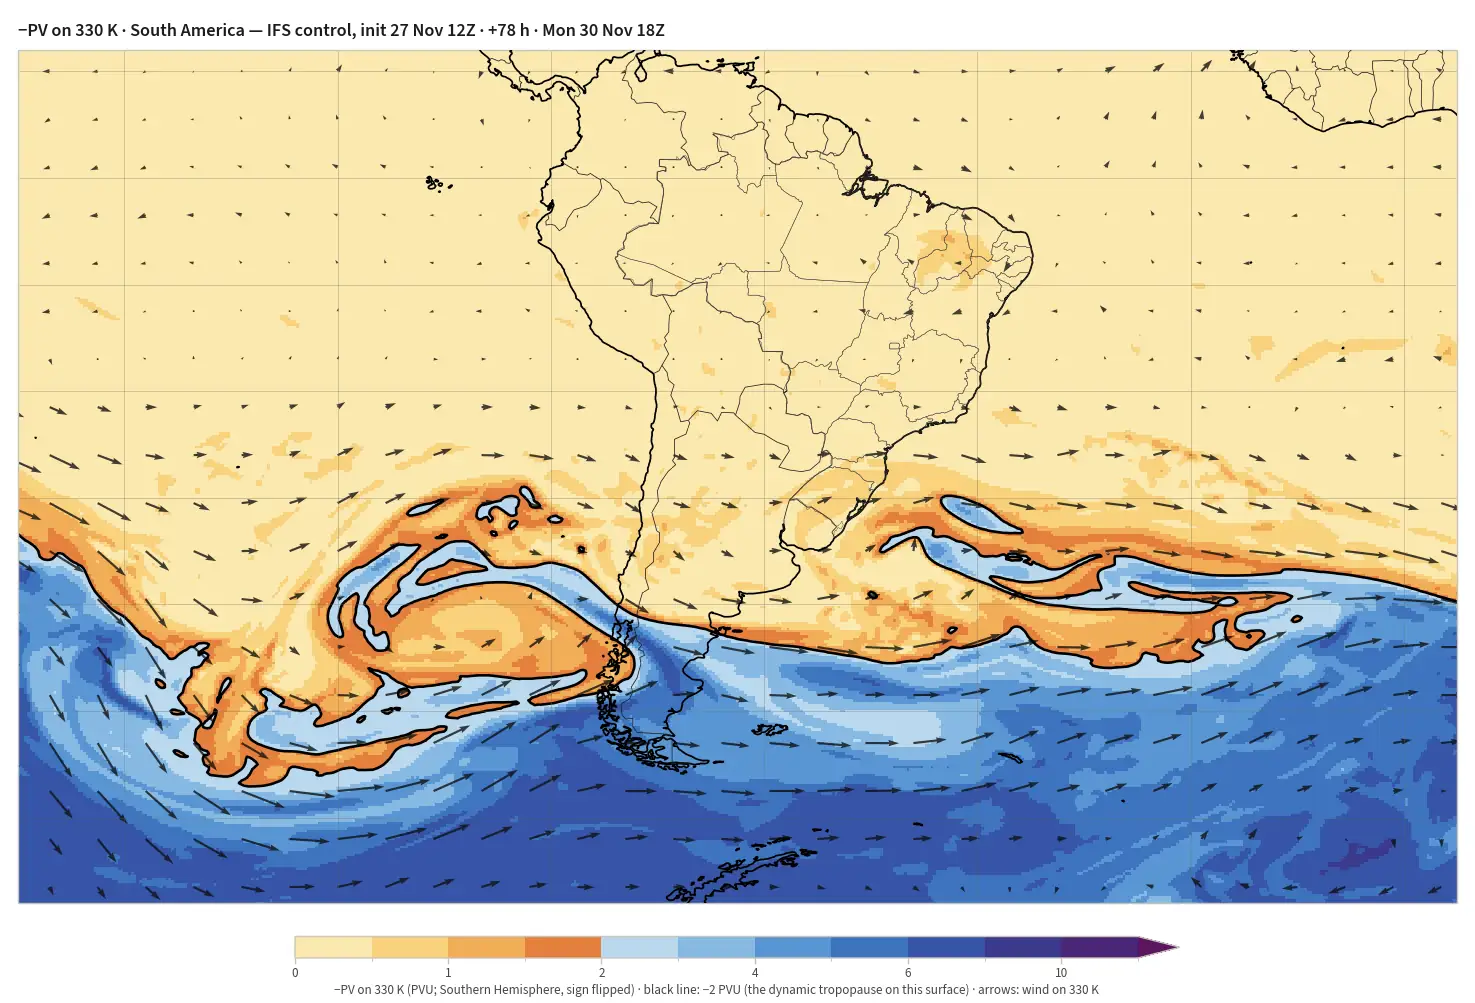 −PV on 330 K · South America — IFS control, init 27 Nov 12Z · +78 h · Mon 30 Nov 18Z
0 1 2 4 6 10
−PV on 330 K (PVU; Southern Hemisphere, sign flipped) · black line: −2 PVU (the dynamic tropopause on this surface) · arrows: wind on 330 K